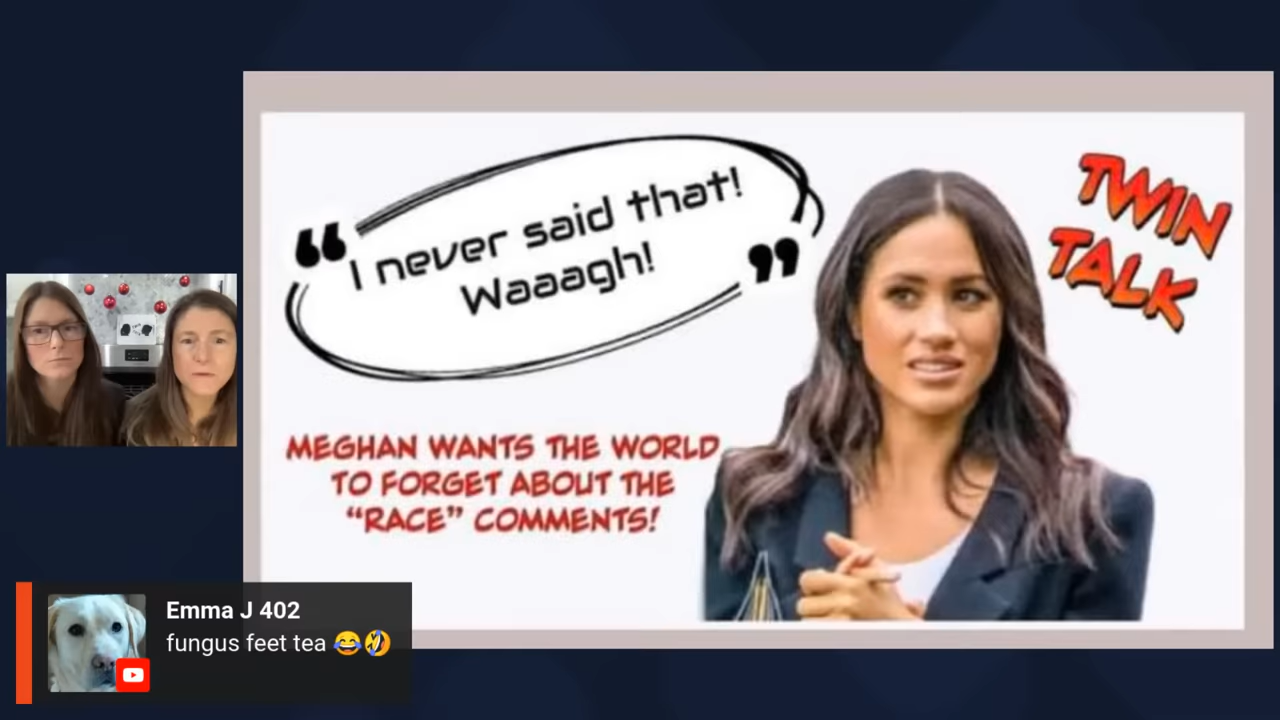 “I never said that!
Waaagh!”
TWIN
TALK
MEGHAN WANTS THE WORLD
TO FORGET ABOUT THE
“RACE” COMMENTS!
Emma J 402
fungus feet tea 😂🤣